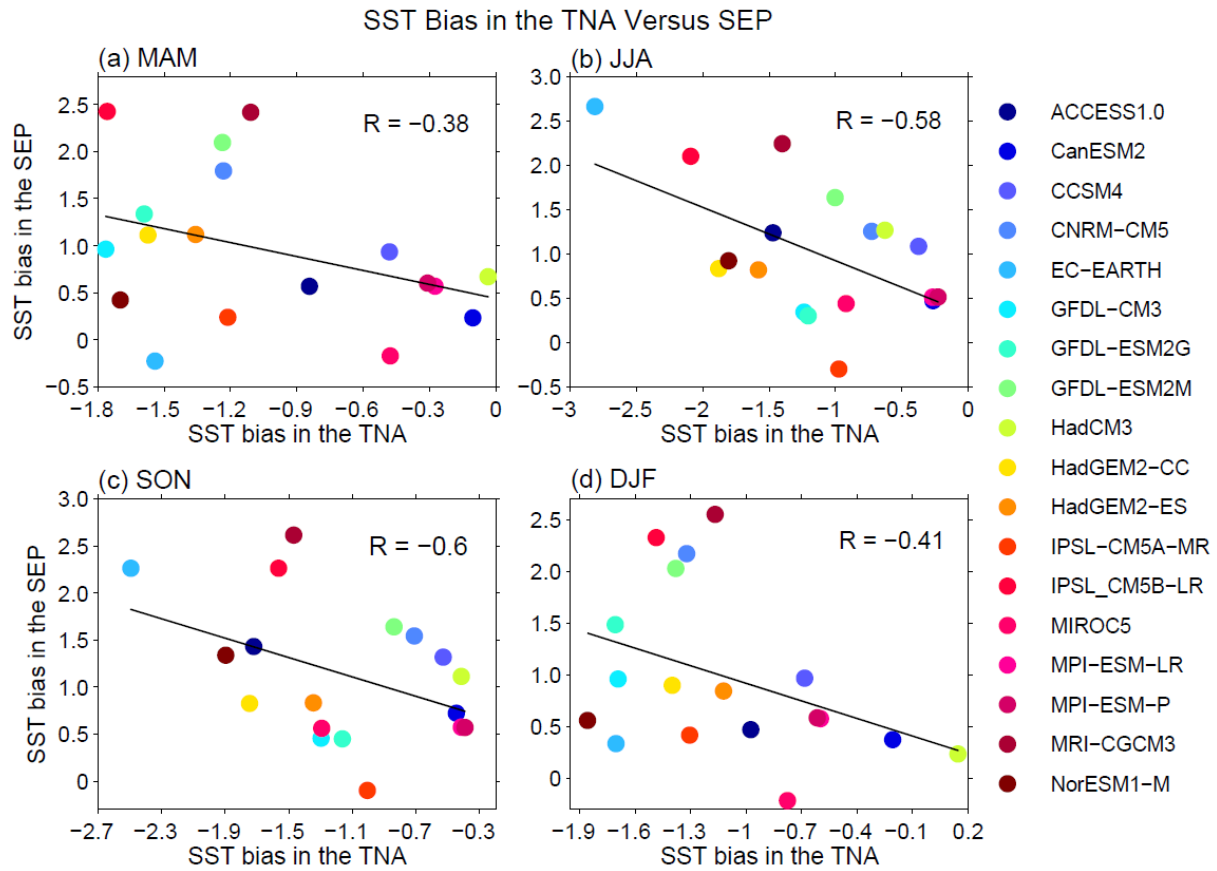 SST Bias in the TNA Versus SEP
(a) MAM
R = −0.38
SST bias in the SEP
2.5
2.0
1.5
1.0
0.5
0
−0.5
−1.8
−1.5
−1.2
−0.9
−0.6
−0.3
0
SST bias in the TNA
(b) JJA
R = −0.58
3.0
2.5
2.0
1.5
1.0
0.5
0
−0.5
−3
−2.5
−2
−1.5
−1
−0.5
0
SST bias in the TNA
(c) SON
R = −0.6
SST bias in the SEP
3.0
2.5
2.0
1.5
1.0
0.5
0
−2.7
−2.3
−1.9
−1.5
−1.1
−0.7
−0.3
SST bias in the TNA
(d) DJF
R = −0.41
2.5
2.0
1.5
1.0
0.5
0
−1.9
−1.6
−1.3
−1
−0.7
−0.4
−0.1
0.2
SST bias in the TNA
ACCESS1.0
CanESM2
CCSM4
CNRM−CM5
EC−EARTH
GFDL−CM3
GFDL−ESM2G
GFDL−ESM2M
HadCM3
HadGEM2−CC
HadGEM2−ES
IPSL−CM5A−MR
IPSL_CM5B−LR
MIROC5
MPI−ESM−LR
MPI−ESM−P
MRI−CGCM3
NorESM1−M